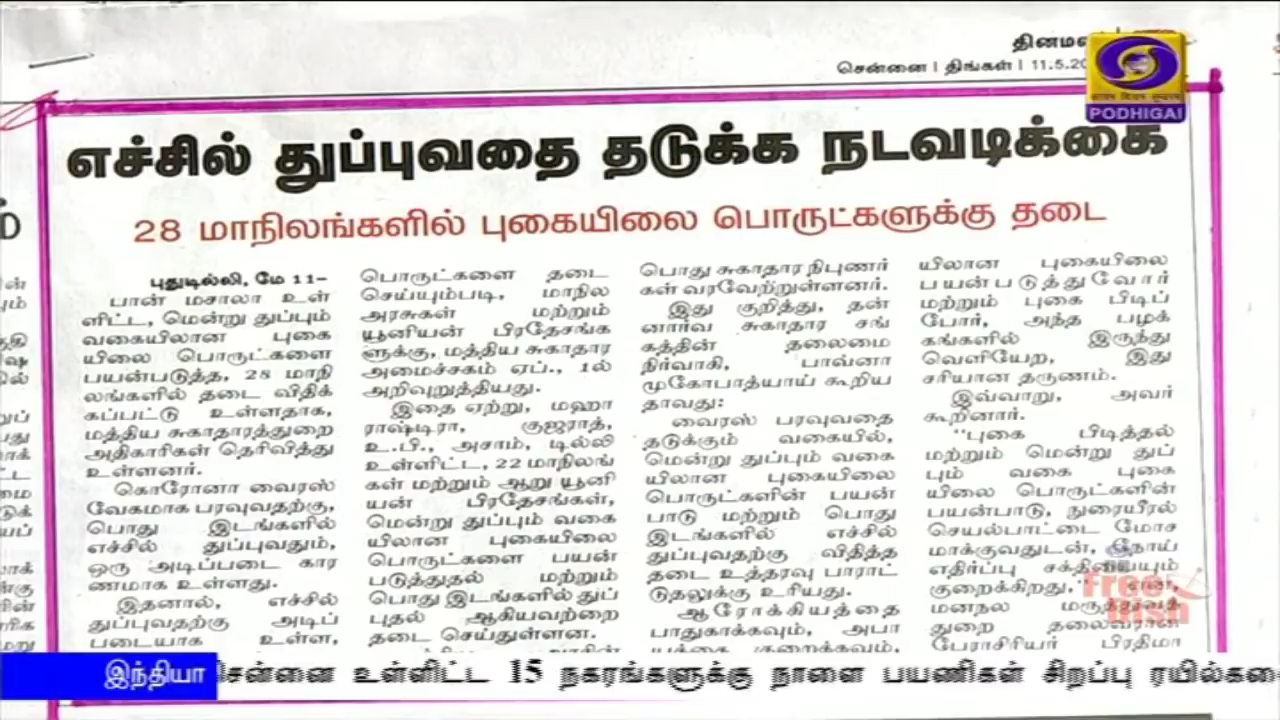 சென்னை | திங்கள் | 11.5.20
PODHIGAI
எச்சில் துப்புவதை தடுக்க நடவடிக்கை
28 மாநிலங்களில் புகையிலை பொருட்களுக்கு தடை
புதுடில்லி, மே 11–
பான் மசாலா உள்
ளிட்ட, மென்று துப்பும்
வகையிலான புகை
யிலை பொருட்களை
பயன்படுத்த, 28 மாநி
லங்களில் தடை விதிக்
கப்பட்டு உள்ளதாக,
மத்திய சுகாதாரத்துறை
அதிகாரிகள் தெரிவித்து
உள்ளனர்.
கொரோனா வைரஸ்
வேகமாக பரவுவதற்கு,
பொது இடங்களில்
எச்சில் துப்புவதும்,
ஒரு அடிப்படை கார
ணமாக உள்ளது.
இதனால், எச்சில்
துப்புவதற்கு அடிப்
படையாக உள்ள,
பொருட்களை தடை
செய்யும்படி, மாநில
அரசுகள் மற்றும்
யூனியன் பிரதேசங்க
ளுக்கு, மத்திய சுகாதார
அமைச்சகம் ஏப்., 1ல்
அறிவுறுத்தியது.
இதை ஏற்று, மஹா
ராஷ்டிரா, குஜராத்,
உ.பி., அசாம், டில்லி
உள்ளிட்ட, 22 மாநிலங்
கள் மற்றும் ஆறு யூனி
யன் பிரதேசங்கள்,
மென்று துப்பும் வகை
யிலான புகையிலை
பொருட்களை பயன்
படுத்துதல் மற்றும்
பொது இடங்களில் துப்
புதல் ஆகியவற்றை
தடை செய்துள்ளன.
பொது சுகாதார நிபுணர்
கள் வரவேற்றுள்ளனர்.
இது குறித்து, தன்
னார்வ சுகாதார சங்
கத்தின் தலைமை
நிர்வாகி, பாவ்னா
முகோபாத்யாய் கூறிய
தாவது:
வைரஸ் பரவுவதை
தடுக்கும் வகையில்,
மென்று துப்பும் வகை
யிலான புகையிலை
பொருட்களின் பயன்
பாடு மற்றும் பொது
இடங்களில் எச்சில்
துப்புவதற்கு விதித்த
தடை உத்தரவு பாராட்
டுதலுக்கு உரியது.
ஆரோக்கியத்தை
பாதுகாக்கவும், அபா
யத்தை குறைக்கவும்,
யிலான புகையிலை
பயன்படுத்துவோர்
மற்றும் புகை பிடிப்
போர், அந்த பழக்
கங்களில் இருந்து
வெளியேற, இது
சரியான தருணம்.
இவ்வாறு, அவர்
கூறினார்.
"புகை பிடித்தல்
மற்றும் மென்று துப்
பும் வகை புகை
யிலை பொருட்களின்
பயன்பாடு, நுரையீரல்
செயல்பாட்டை மோச
மாக்குவதுடன், நோய்
எதிர்ப்பு சக்தியையும்
குறைக்கிறது,
மனநல மருத்துவத்
துறை தலைவரான
பேராசிரியர் பிரதிமா
இந்தியா
சென்னை உள்ளிட்ட 15 நகரங்களுக்கு நாளை பயணிகள் சிறப்பு